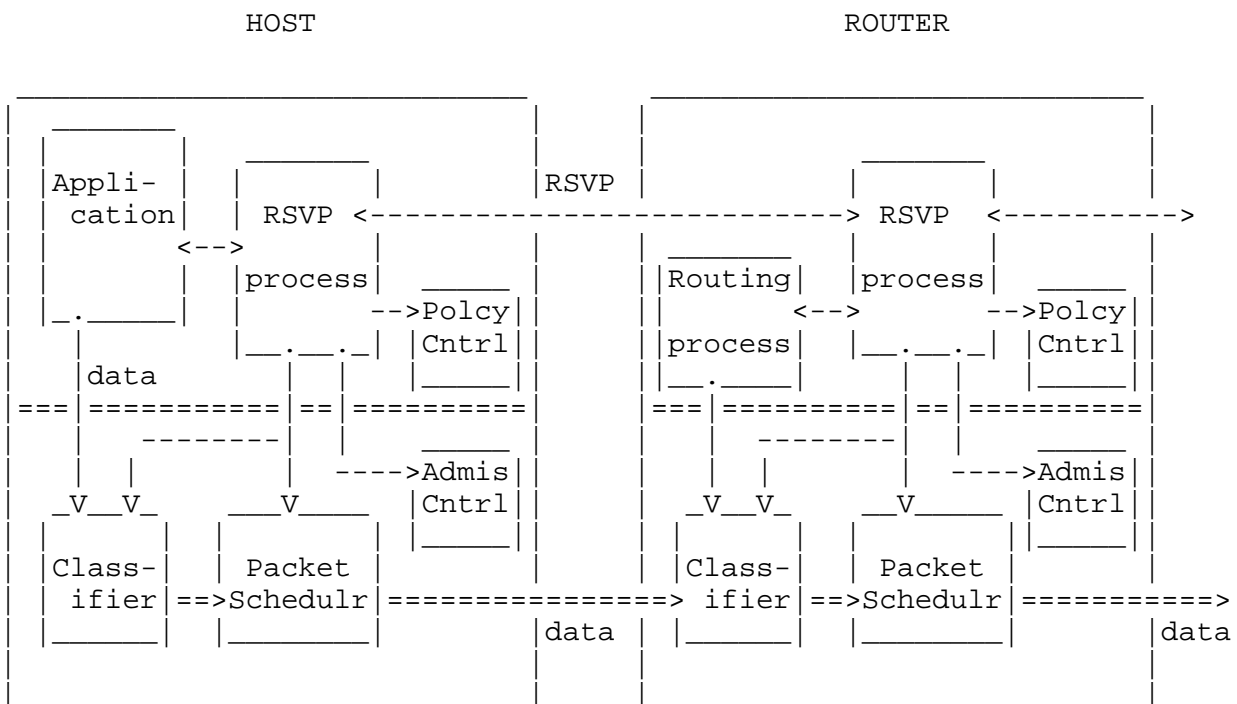 HOST ROUTER
Appli- RSVP
cation RSVP RSVP
process Routing process
Polcy Polcy
Cntrl process Cntrl
data
Admis Admis
Cntrl Cntrl
Class- Packet Class- Packet
ifier Schedulr ifier Schedulr
data data